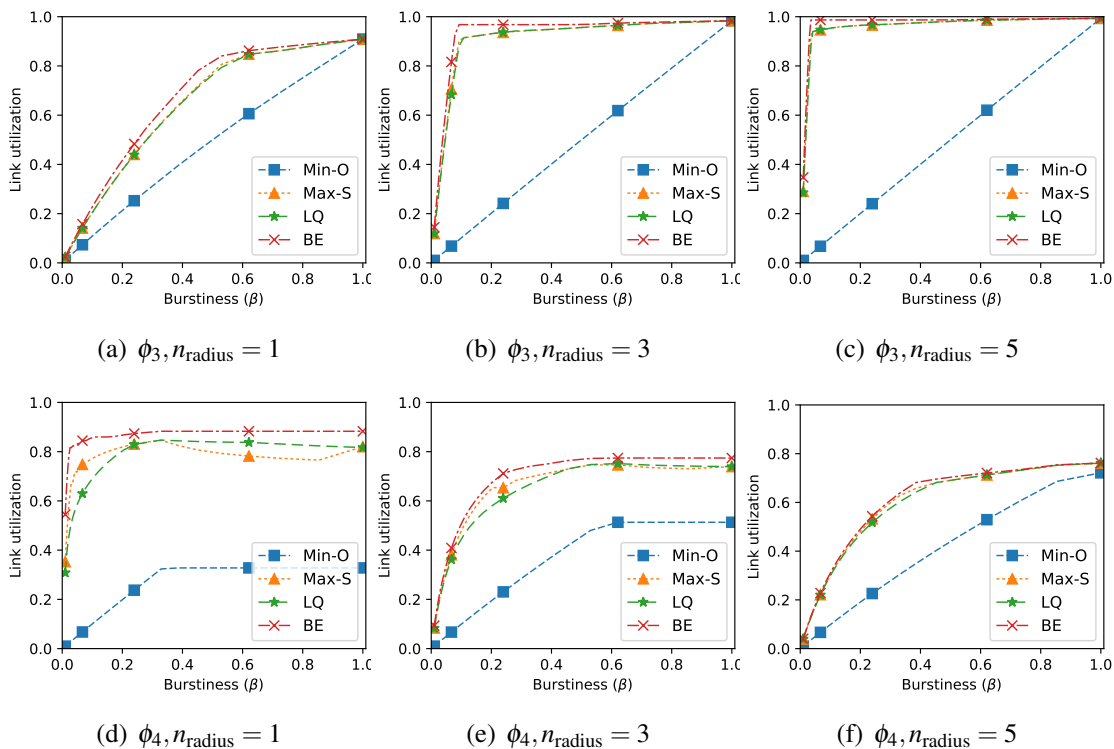 1.0
0.8
0.6
0.4
0.2
0.0
Link utilization
0.0 0.2 0.4 0.6 0.8 1.0
Burstiness (β)
Min-O
Max-S
LQ
BE
(a) ϕ₃, n_radius = 1
1.0
0.8
0.6
0.4
0.2
0.0
Link utilization
0.0 0.2 0.4 0.6 0.8 1.0
Burstiness (β)
Min-O
Max-S
LQ
BE
(b) ϕ₃, n_radius = 3
1.0
0.8
0.6
0.4
0.2
0.0
Link utilization
0.0 0.2 0.4 0.6 0.8 1.0
Burstiness (β)
Min-O
Max-S
LQ
BE
(c) ϕ₃, n_radius = 5
1.0
0.8
0.6
0.4
0.2
0.0
Link utilization
0.0 0.2 0.4 0.6 0.8 1.0
Burstiness (β)
Min-O
Max-S
LQ
BE
(d) ϕ₄, n_radius = 1
1.0
0.8
0.6
0.4
0.2
0.0
Link utilization
0.0 0.2 0.4 0.6 0.8 1.0
Burstiness (β)
Min-O
Max-S
LQ
BE
(e) ϕ₄, n_radius = 3
1.0
0.8
0.6
0.4
0.2
0.0
Link utilization
0.0 0.2 0.4 0.6 0.8 1.0
Burstiness (β)
Min-O
Max-S
LQ
BE
(f) ϕ₄, n_radius = 5